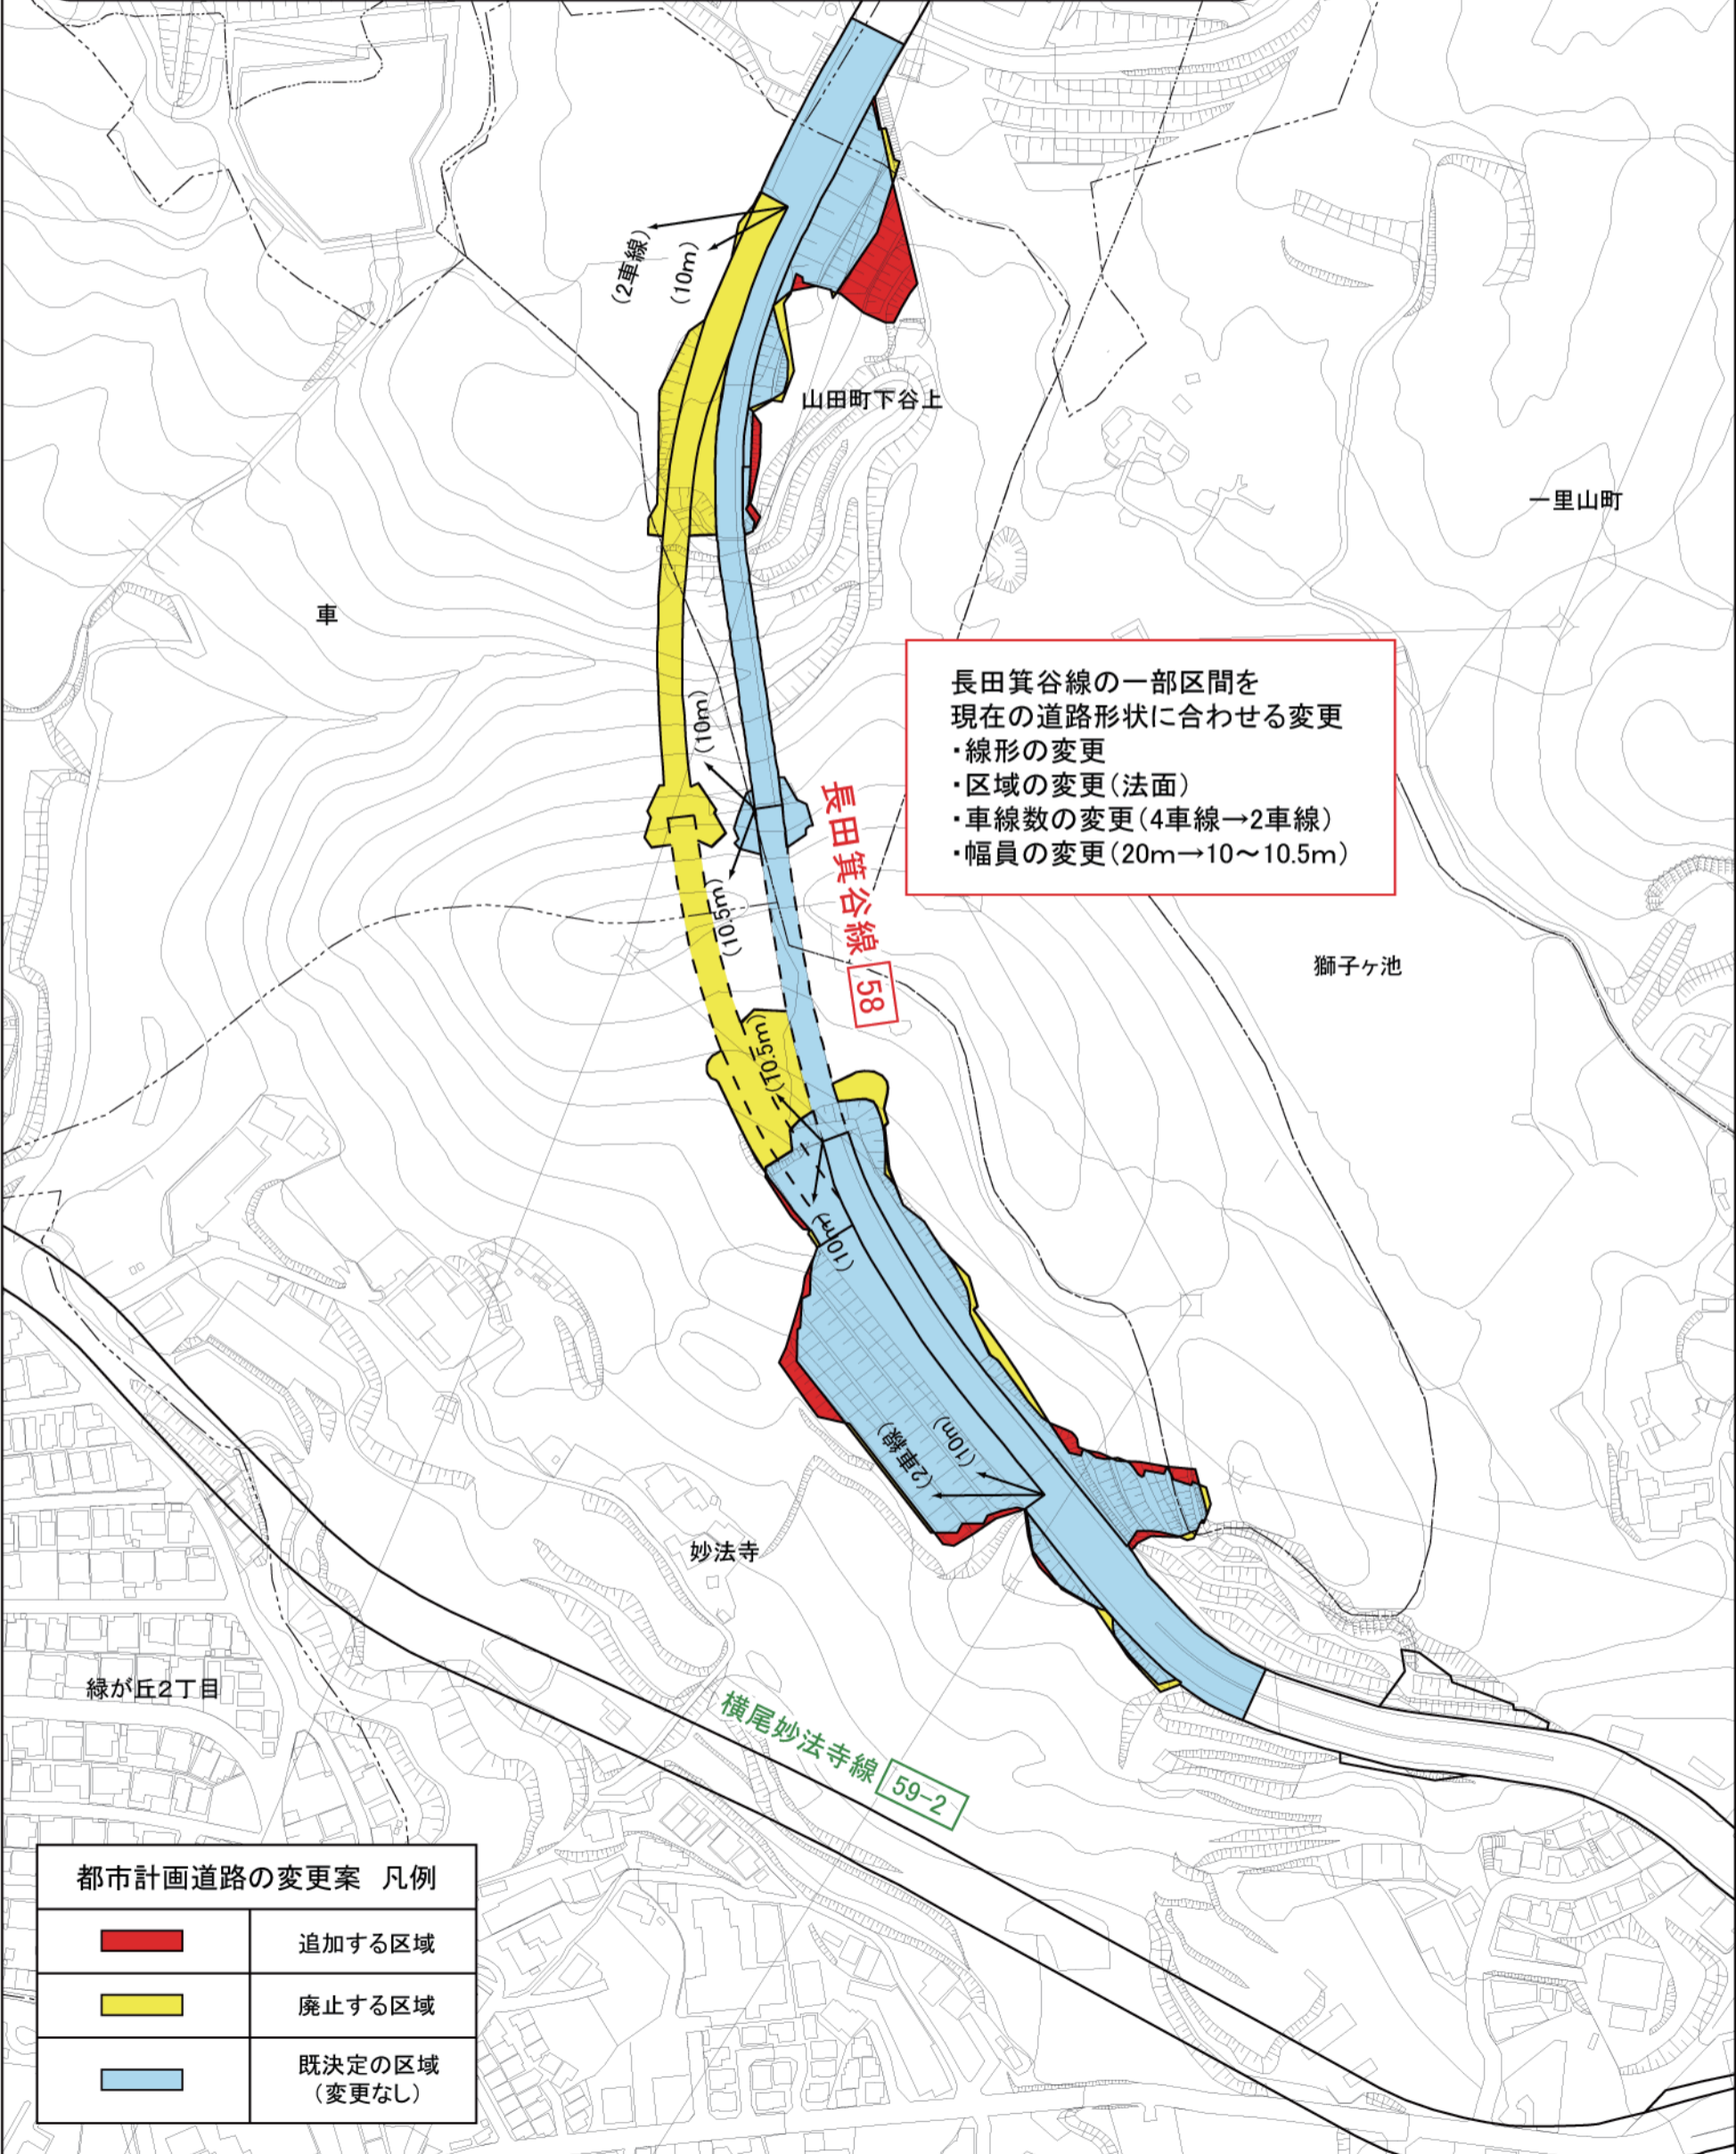 (2車線)
(10m)
山田町下谷上
一里山町
車
長田箕谷線の一部区間を
現在の道路形状に合わせる変更
・線形の変更
・区域の変更(法面)
・車線数の変更(4車線→2車線)
・幅員の変更(20m→10～10.5m)
(10m)
長田箕谷線 58
(10.5m)
獅子ヶ池
(10.5m)
(10m)
(2車線)
(10m)
妙法寺
緑が丘2丁目
横尾妙法寺線 59-2
都市計画道路の変更案 凡例
追加する区域
廃止する区域
既決定の区域
(変更なし)